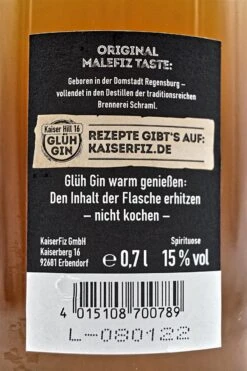 ORIGINAL
MALEFIZ TASTE:
Geboren in der Domstadt Regensburg –
vollendet in den Destillen der traditionsreichen
Brennerei Schraml.
Kaiser Hill 16
GLÜH
GIN
REZEPTE GIBT'S AUF:
KAISERFIZ.DE
Glüh Gin warm genießen:
Den Inhalt der Flasche erhitzen
– nicht kochen –
KaiserFiz GmbH
Kaiserberg 16
92681 Erbendorf
℮ 0,7 l
Spirituose
15 % vol
4 015108 700789
L-080122